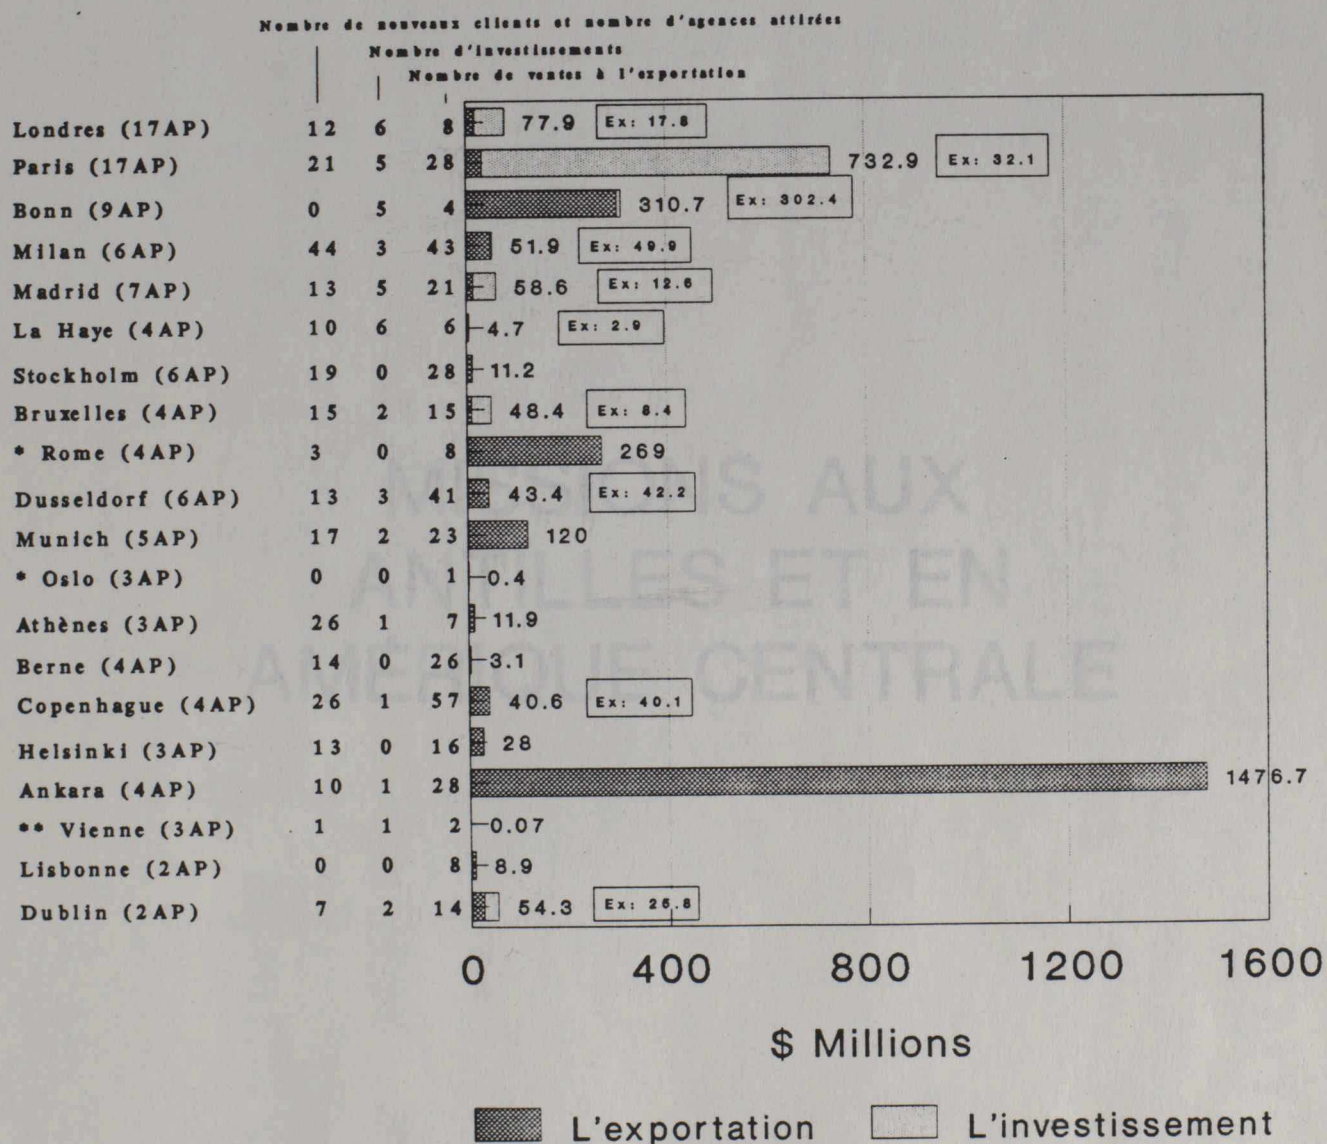 Nombre de nouveaux clients et nombre d'agences attirées
Nombre d'investissements
Nombre de ventes à l'exportation
Londres (17AP) 12 6 8 77.9 Ex: 17.8
Paris (17AP) 21 5 28 732.9 Ex: 32.1
Bonn (9AP) 0 5 4 310.7 Ex: 302.4
Milan (6AP) 44 3 43 51.9 Ex: 49.9
Madrid (7AP) 13 5 21 58.6 Ex: 12.6
La Haye (4AP) 10 6 6 4.7 Ex: 2.9
Stockholm (6AP) 19 0 28 11.2
Bruxelles (4AP) 15 2 15 48.4 Ex: 8.4
* Rome (4AP) 3 0 8 269
Dusseldorf (6AP) 13 3 41 43.4 Ex: 42.2
Munich (5AP) 17 2 23 120
* Oslo (3AP) 0 0 1 0.4
Athènes (3AP) 26 1 7 11.9
Berne (4AP) 14 0 26 3.1
Copenhague (4AP) 26 1 57 40.6 Ex: 40.1
Helsinki (3AP) 13 0 16 28
Ankara (4AP) 10 1 28 1476.7
** Vienne (3AP) 1 1 2 0.07
Lisbonne (2AP) 0 0 8 8.9
Dublin (2AP) 7 2 14 54.3 Ex: 26.8
MISSIONS AUX
ANTILLES ET EN
AMÉRIQUE CENTRALE
0 400 800 1200 1600
$ Millions
L'exportation L'investissement